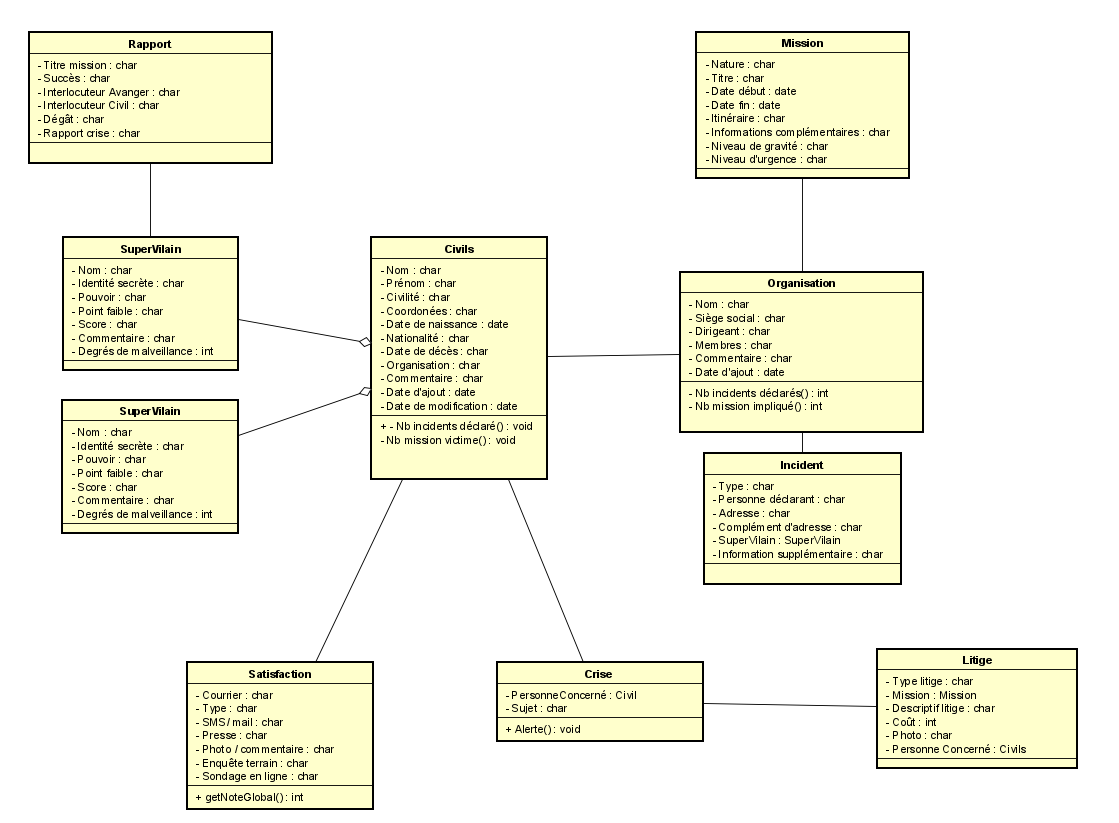 Rapport
- Titre mission : char
- Succès : char
- Interlocuteur Avanger : char
- Interlocuteur Civil : char
- Dégât : char
- Rapport crise : char
Mission
- Nature : char
- Titre : char
- Date début : date
- Date fin : date
- Itinéraire : char
- Informations complémentaires : char
- Niveau de gravité : char
- Niveau d'urgence : char
SuperVilain
- Nom : char
- Identité secrète : char
- Pouvoir : char
- Point faible : char
- Score : char
- Commentaire : char
- Degrés de malveillance : int
Civils
- Nom : char
- Prénom : char
- Civilité : char
- Coordonées : char
- Date de naissance : date
- Nationalité : char
- Date de décès : char
- Organisation : char
- Commentaire : char
- Date d'ajout : date
- Date de modification : date
+ - Nb incidents déclaré() : void
- Nb mission victime() : void
Organisation
- Nom : char
- Siège social : char
- Dirigeant : char
- Membres : char
- Commentaire : char
- Date d'ajout : date
- Nb incidents déclarés() : int
- Nb mission impliqué() : int
SuperVilain
- Nom : char
- Identité secrète : char
- Pouvoir : char
- Point faible : char
- Score : char
- Commentaire : char
- Degrés de malveillance : int
Incident
- Type : char
- Personne déclarant : char
- Adresse : char
- Complément d'adresse : char
- SuperVilain : SuperVilain
- Information supplémentaire : char
Satisfaction
- Courrier : char
- Type : char
- SMS / mail : char
- Presse : char
- Photo / commentaire : char
- Enquête terrain : char
- Sondage en ligne : char
+ getNoteGlobal() : int
Crise
- PersonneConcerné : Civil
- Sujet : char
+ Alerte() : void
Litige
- Type litige : char
- Mission : Mission
- Descriptif litige : char
- Coût : int
- Photo : char
- Personne Concerné : Civils